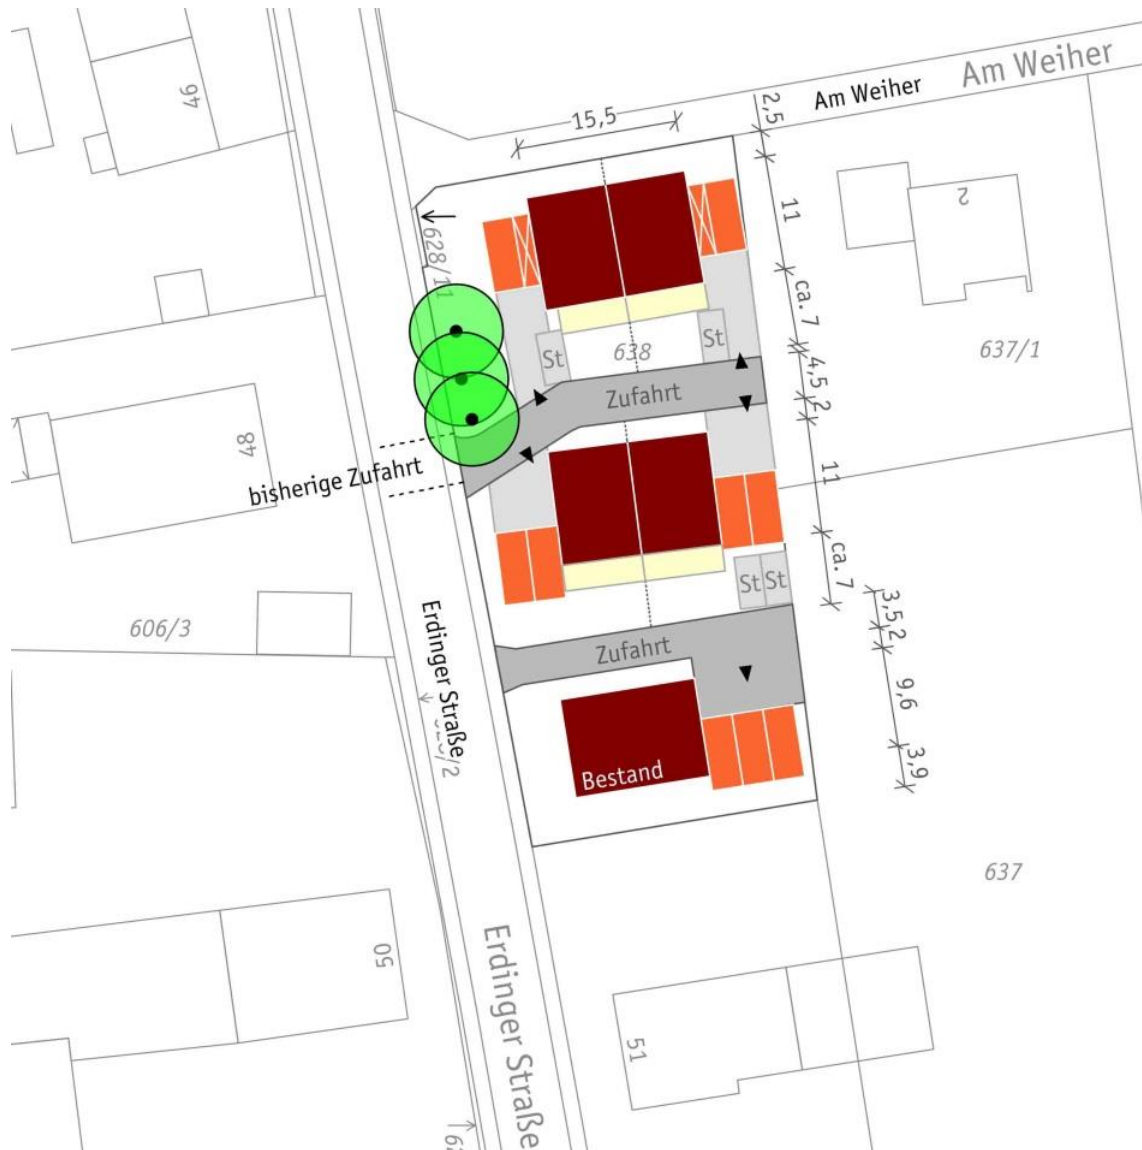 46
Am Weiher
Am Weiher
2,5
15,5
2
11
628/11
ca. 7
637/1
St
638
St
4,5
2
Zufahrt
48
bisherige Zufahrt
11
ca. 7
St
St
606/3
Erdinger Straße
3,5
2
Zufahrt
9,6
Bestand
3,9
637
50
Erdinger Straße
51